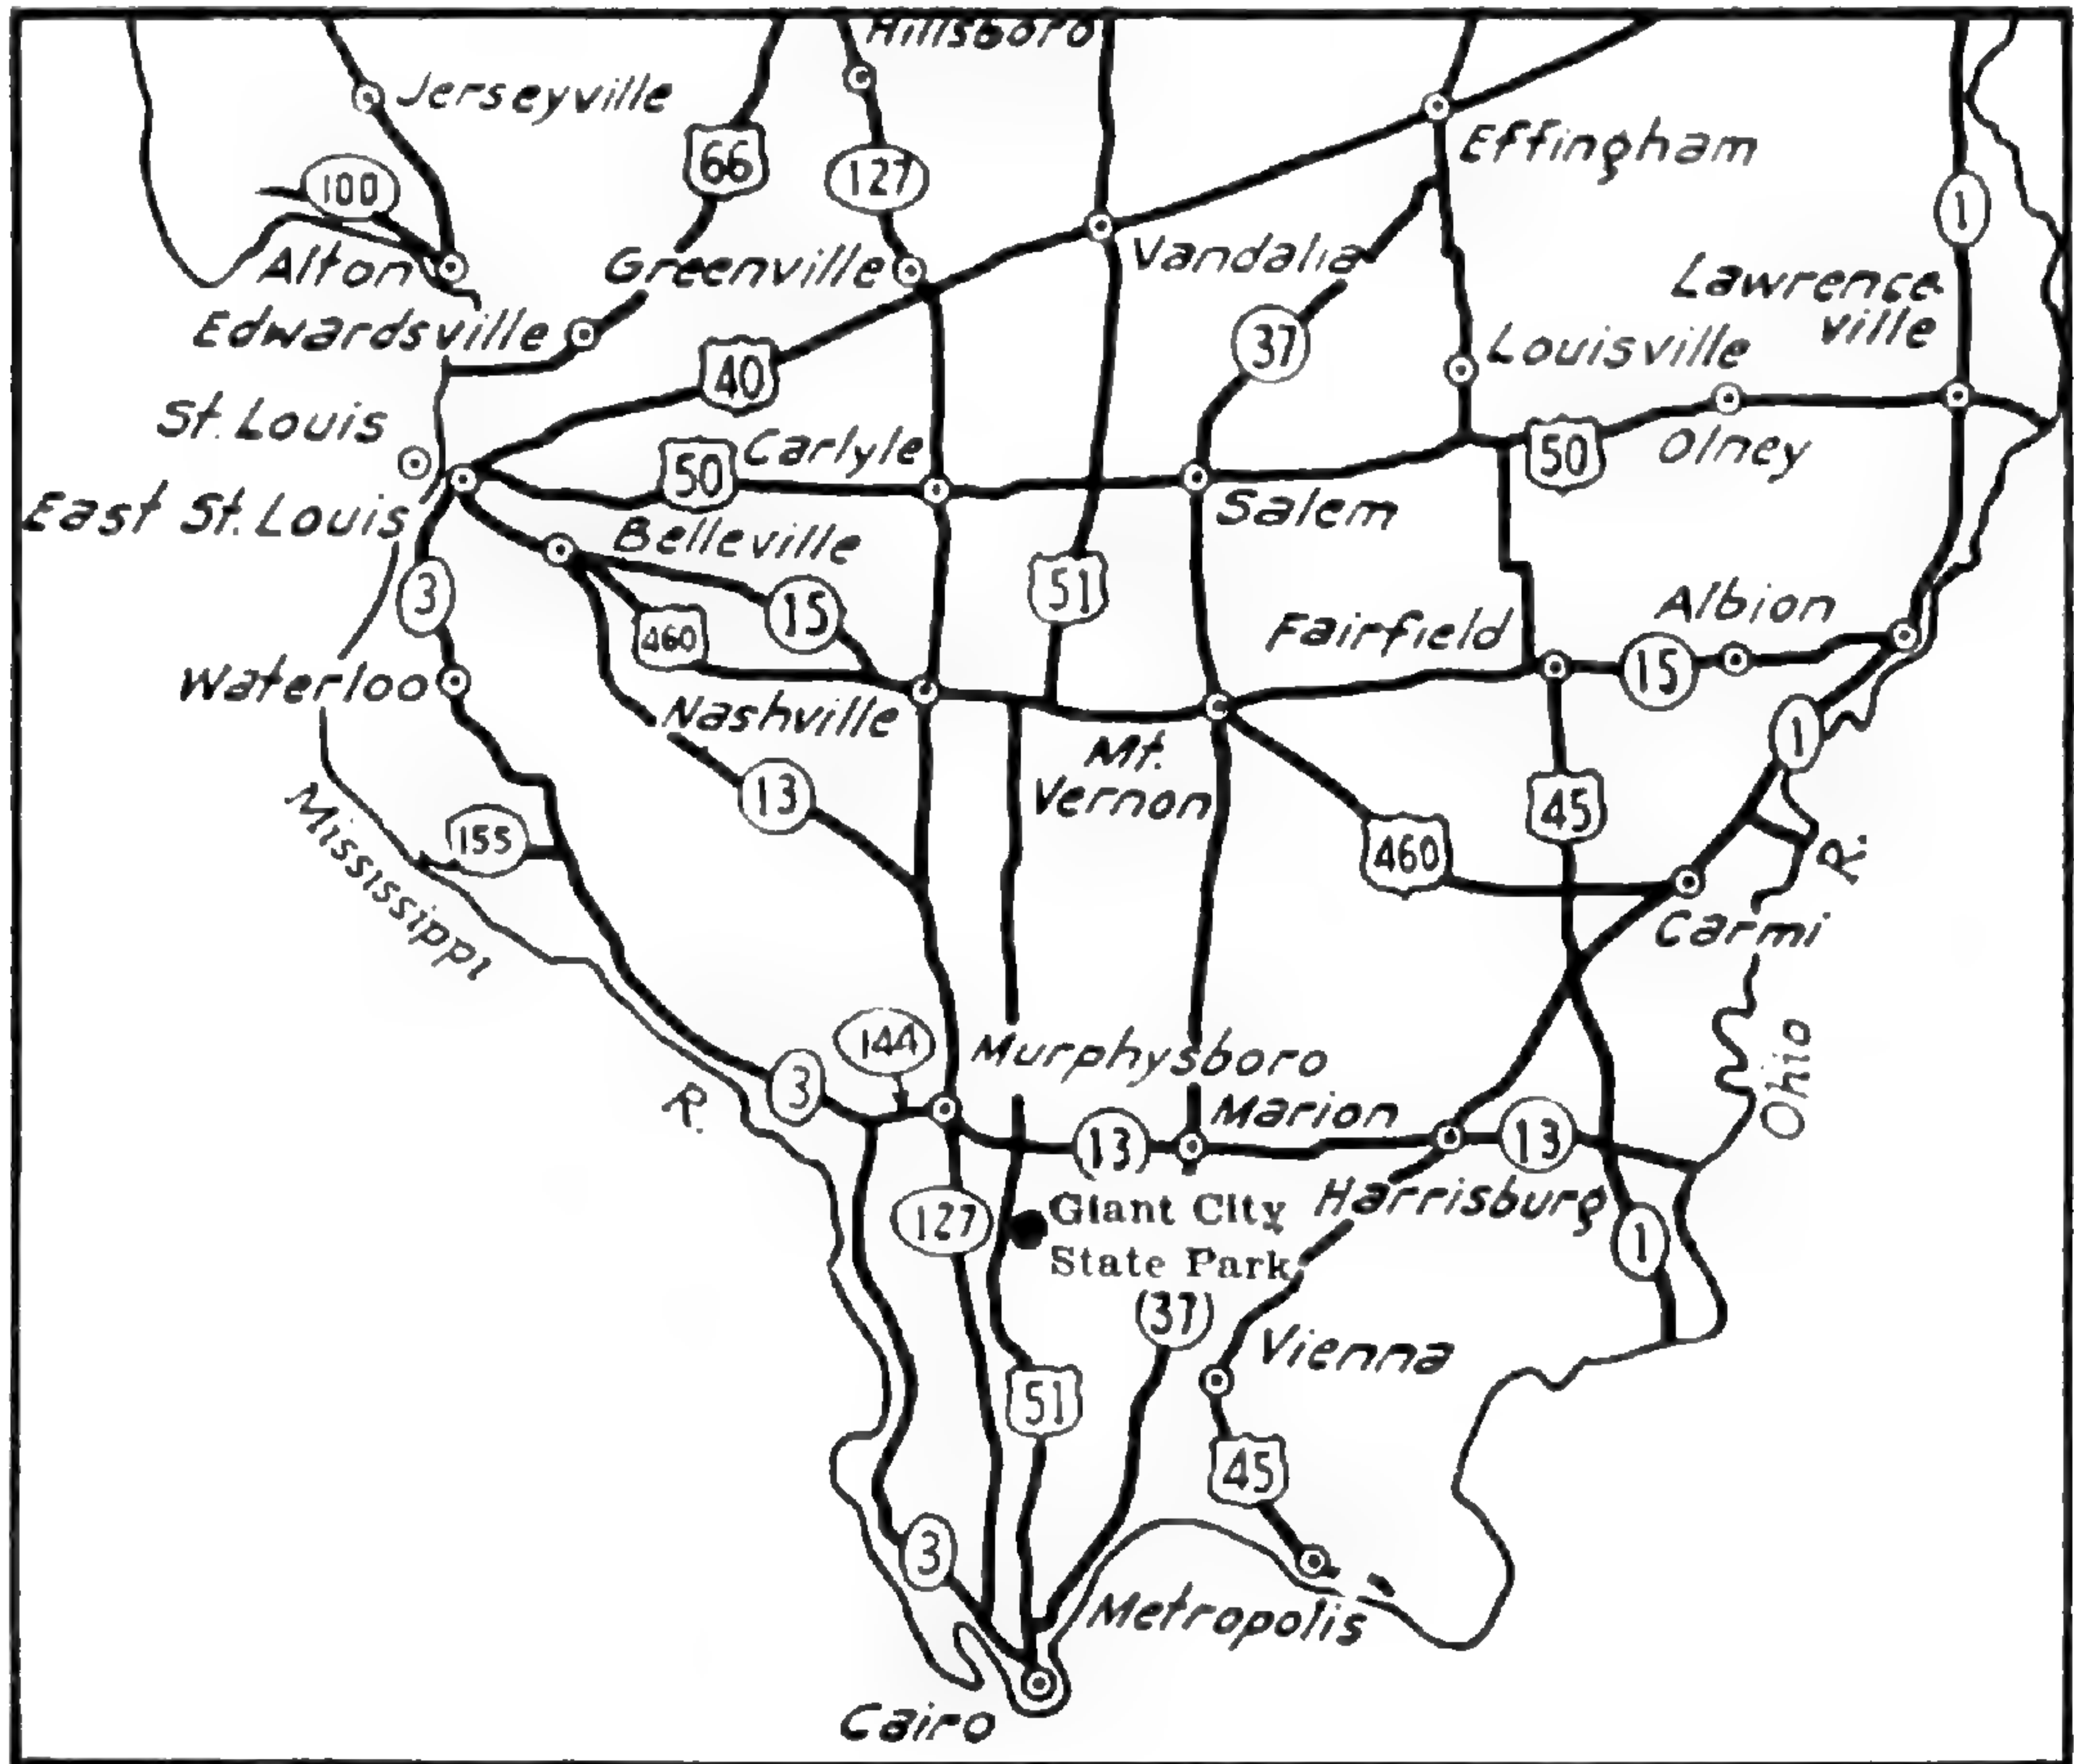 Hillsboro
Jerseyville
66
127
Effingham
100
1
Alton
Greenville
Vandalia
Lawrence
ville
Edwardsville
40
37
Louisville
St. Louis
50
Carlyle
50
Olney
East St. Louis
Salem
Belleville
3
460
15
51
Fairfield
Albion
15
Waterloo
Nashville
Mt.
Vernon
1
Mississippi
R.
155
13
460
45
R.
Carmi
Ohio
144
Murphysboro
3
Marion
13
13
127
Giant City
State Park
Harrisburg
1
37
Vienna
51
45
3
Metropolis
Cairo